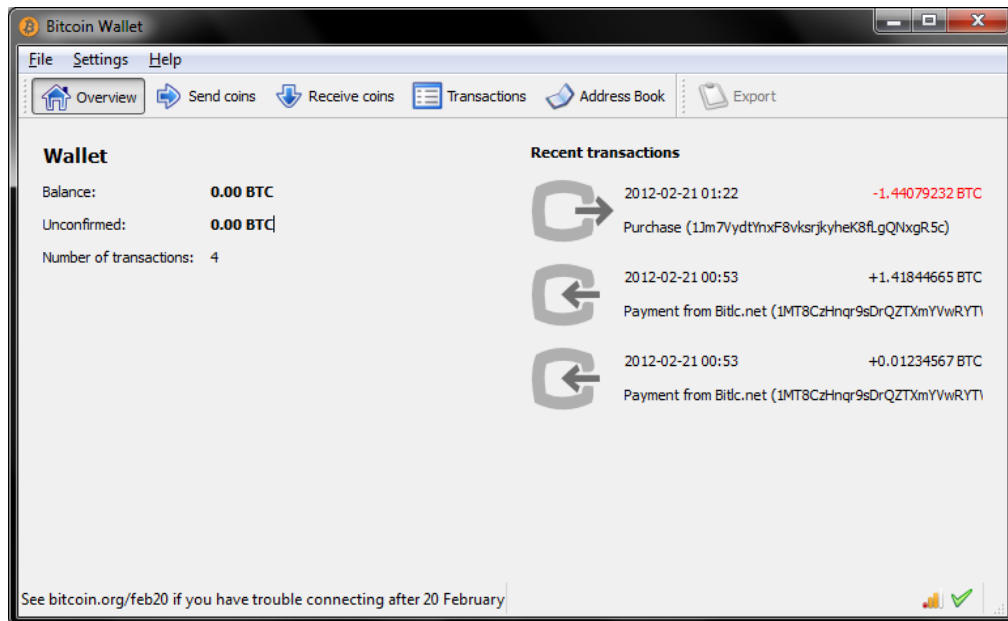 Bitcoin Wallet
File Settings Help
Overview Send coins Receive coins Transactions Address Book Export
Wallet
Balance: 0.00 BTC
Unconfirmed: 0.00 BTC
Number of transactions: 4
Recent transactions
2012-02-21 01:22 -1.44079232 BTC
Purchase (1Jm7VydtYnxF8vksrjkyheK8fLgQNxgR5c)
2012-02-21 00:53 +1.41844665 BTC
Payment from Bitlc.net (1MT8CzHnqr9sDrQZTXmYVwRYT
2012-02-21 00:53 +0.01234567 BTC
Payment from Bitlc.net (1MT8CzHnqr9sDrQZTXmYVwRYT
See bitcoin.org/feb20 if you have trouble connecting after 20 February